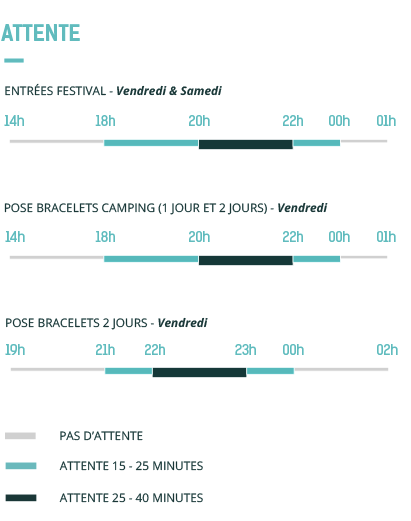 ATTENTE
ENTRÉES FESTIVAL - Vendredi & Samedi
14h 18h 20h 22h 00h 01h
POSE BRACELETS CAMPING (1 JOUR ET 2 JOURS) - Vendredi
14h 18h 20h 22h 00h 01h
POSE BRACELETS 2 JOURS - Vendredi
19h 21h 22h 23h 00h 02h
PAS D'ATTENTE
ATTENTE 15 - 25 MINUTES
ATTENTE 25 - 40 MINUTES